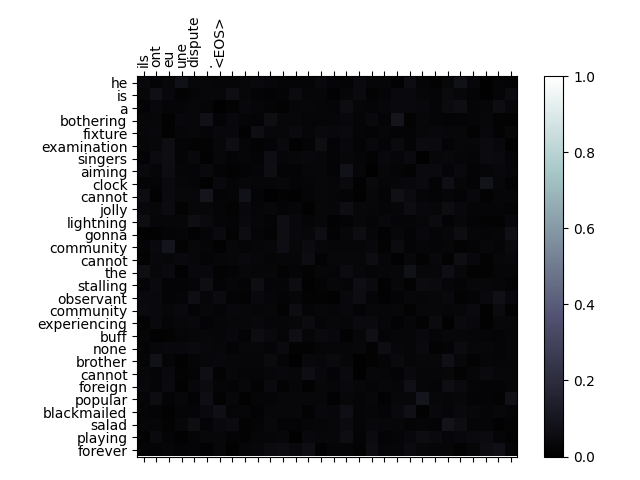 ils
ont
eu
une
dispute
.
<EOS>
he
is
a
bothering
fixture
examination
singers
aiming
clock
cannot
jolly
lightning
gonna
community
cannot
the
stalling
observant
community
experiencing
buff
none
brother
cannot
foreign
popular
blackmailed
salad
playing
forever
1.0
0.8
0.6
0.4
0.2
0.0